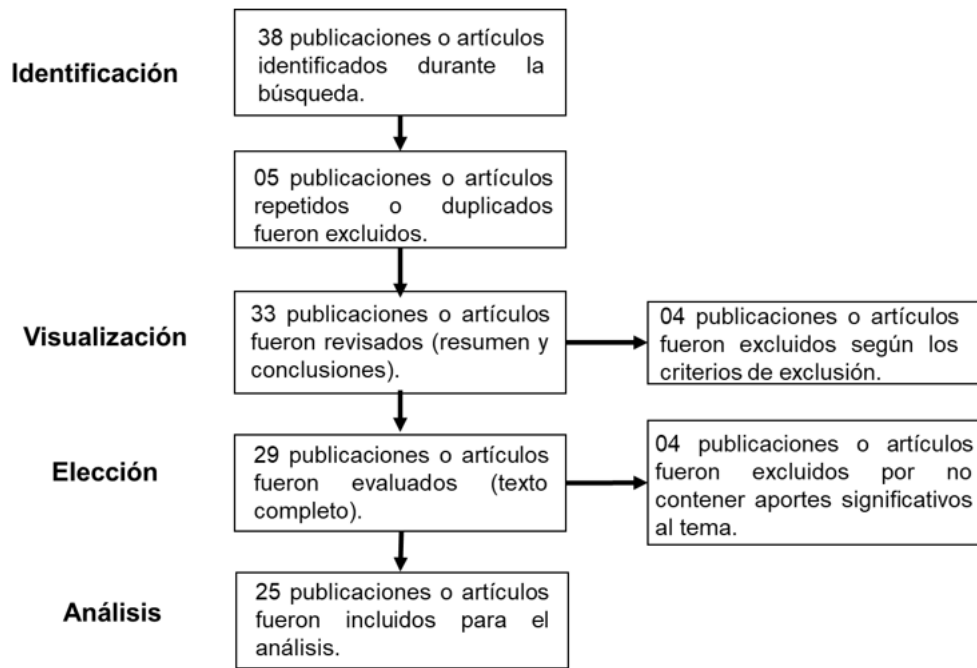 Identificación
38 publicaciones o artículos
identificados durante la
búsqueda.
05 publicaciones o artículos
repetidos o duplicados
fueron excluidos.
Visualización
33 publicaciones o artículos
fueron revisados (resumen y
conclusiones).
04 publicaciones o artículos
fueron excluidos según los
criterios de exclusión.
Elección
29 publicaciones o artículos
fueron evaluados (texto
completo).
04 publicaciones o artículos
fueron excluidos por no
contener aportes significativos
al tema.
Análisis
25 publicaciones o artículos
fueron incluidos para el
análisis.